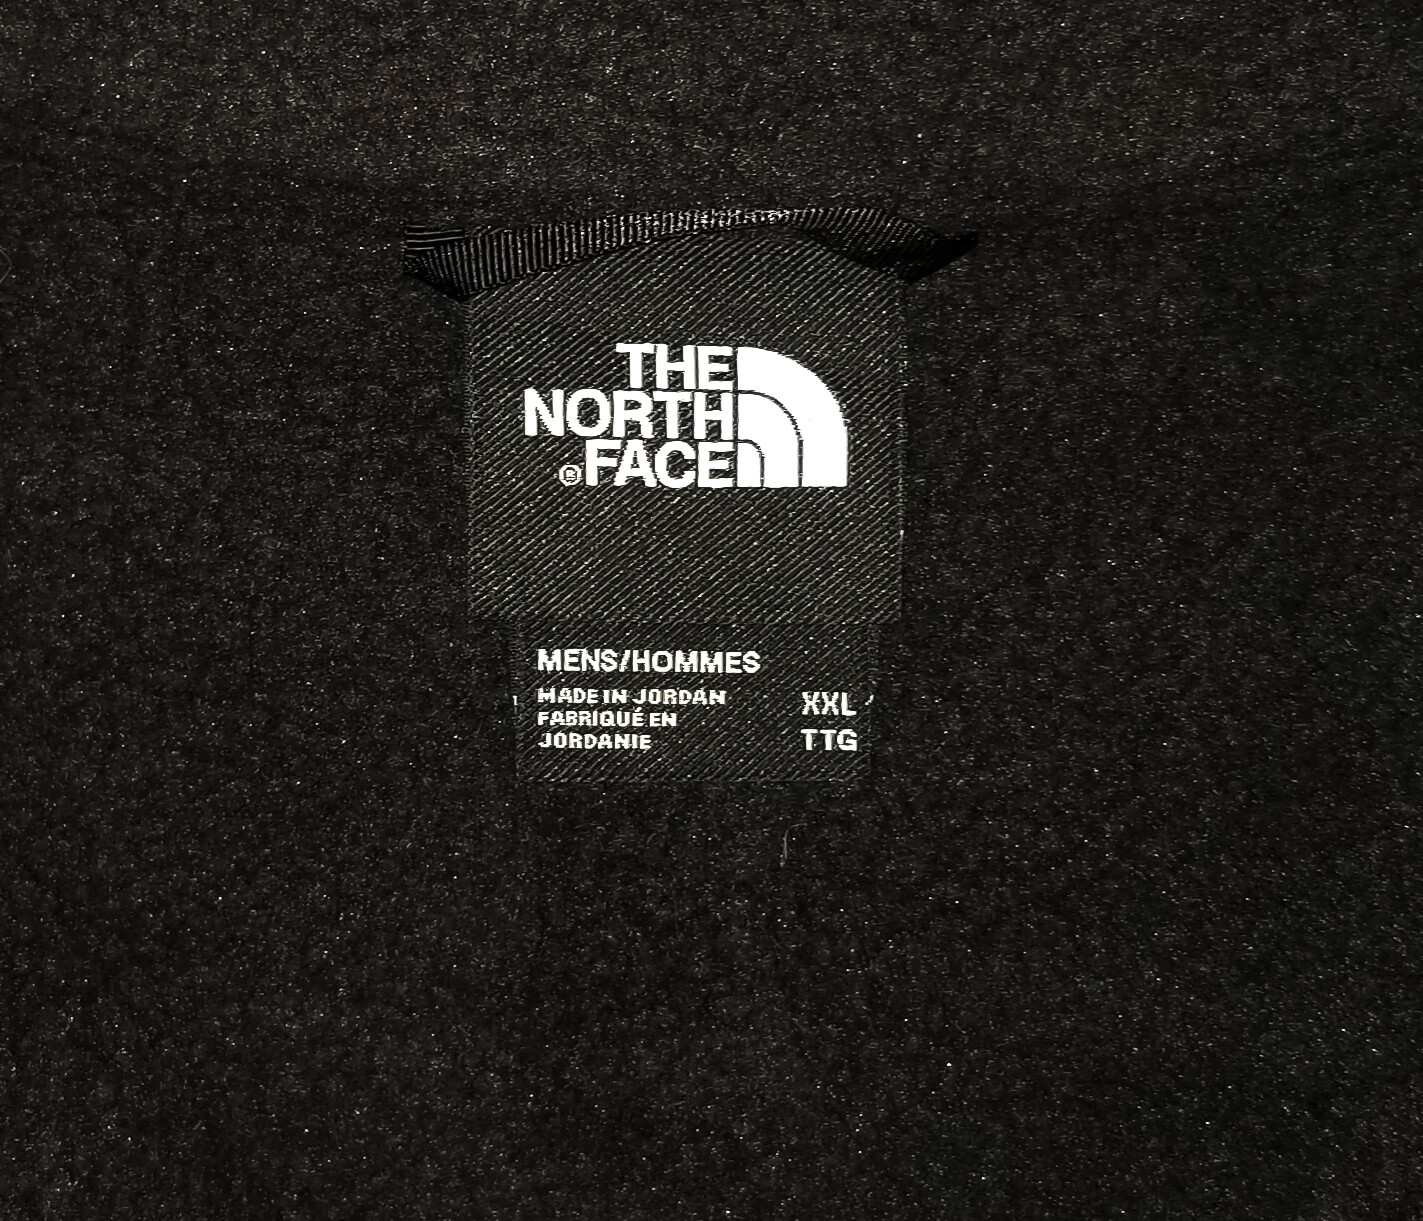 THE
NORTH
®FACE
MENS/HOMMES
MADE IN JORDAN
FABRIQUÉ EN
JORDANIE
XXL
TTG